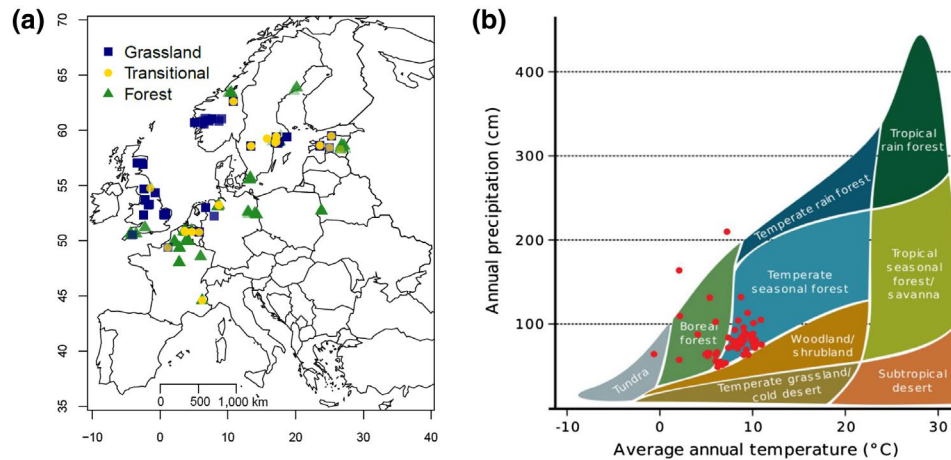 (a)
70
65
60
55
50
45
40
35
Grassland
Transitional
Forest
0 500 1,000 km
−10 0 10 20 30 40
(b)
Annual precipitation (cm)
400
300
200
100
Tropical
rain forest
Temperate rain forest
Tropical
seasonal
forest/
savanna
Temperate
seasonal forest
Boreal
forest
Woodland/
shrubland
Tundra
Temperate grassland/
cold desert
Subtropical
desert
-10 0 10 20 30
Average annual temperature (°C)